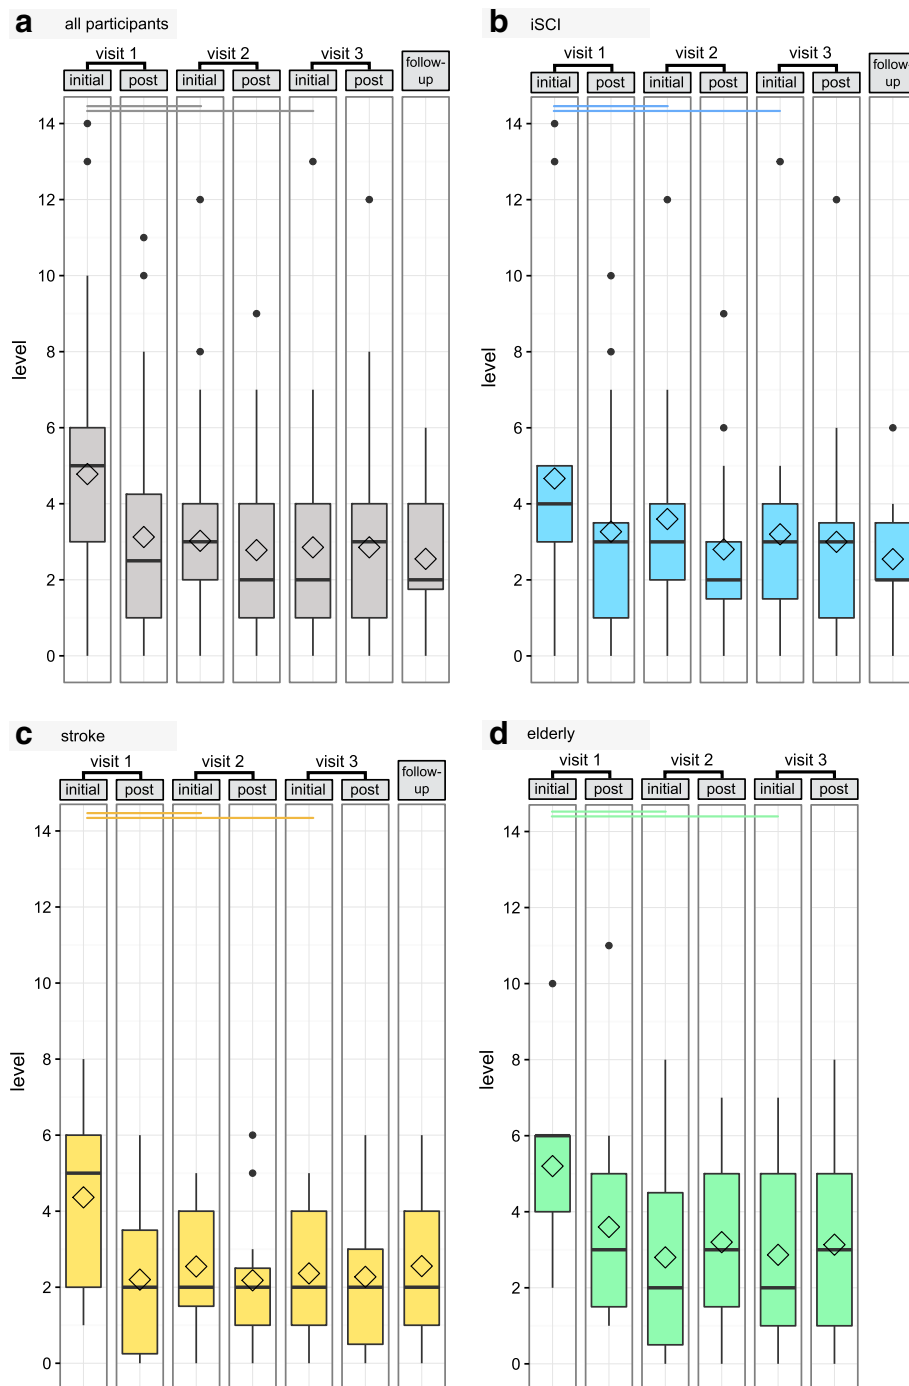 a all participants
visit 1 visit 2 visit 3 follow-
initial post initial post initial post up
14
12
10
8
6
4
2
0
level
b iSCI
visit 1 visit 2 visit 3 follow-
initial post initial post initial post up
14
12
10
8
6
4
2
0
level
c stroke
visit 1 visit 2 visit 3 follow-
initial post initial post initial post up
14
12
10
8
6
4
2
0
level
d elderly
visit 1 visit 2 visit 3
initial post initial post initial post
14
12
10
8
6
4
2
0
level